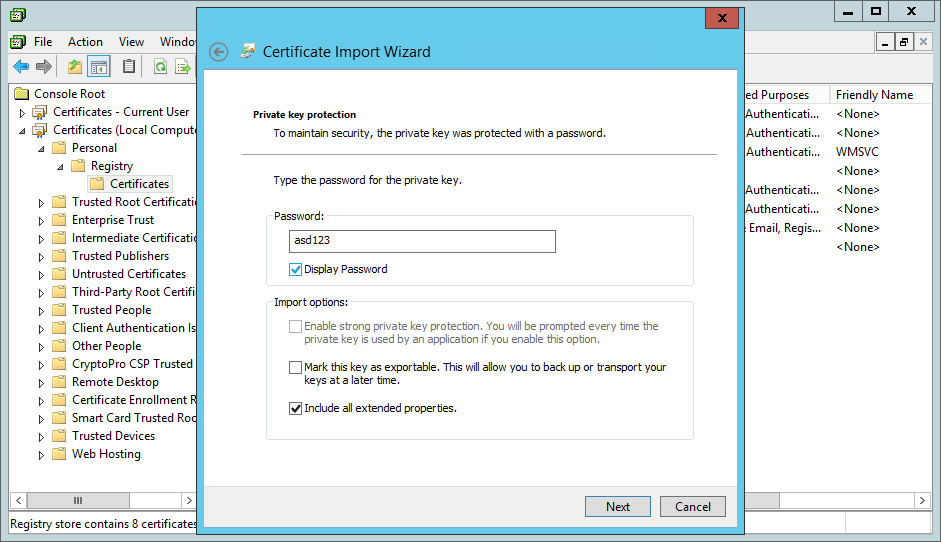 File Action View Windo
Console Root
Certificates - Current User
Certificates (Local Compute
Personal
Registry
Certificates
Trusted Root Certificatio
Enterprise Trust
Intermediate Certificatio
Trusted Publishers
Untrusted Certificates
Third-Party Root Certifi
Trusted People
Client Authentication Is
Other People
CryptoPro CSP Trusted
Remote Desktop
Certificate Enrollment R
Smart Card Trusted Roo
Trusted Devices
Web Hosting
Registry store contains 8 certificates
Certificate Import Wizard
Private key protection
To maintain security, the private key was protected with a password.
Type the password for the private key.
Password:
asd123
Display Password
Import options:
Enable strong private key protection. You will be prompted every time the
private key is used by an application if you enable this option.
Mark this key as exportable. This will allow you to back up or transport your
keys at a later time.
Include all extended properties.
Next Cancel
ed Purposes Friendly Name
Authenticati... <None>
Authenticati... <None>
Authenticati... WMSVC
<None>
Authenticati... <None>
Authenticati... <None>
e Email, Regis... <None>
<None>